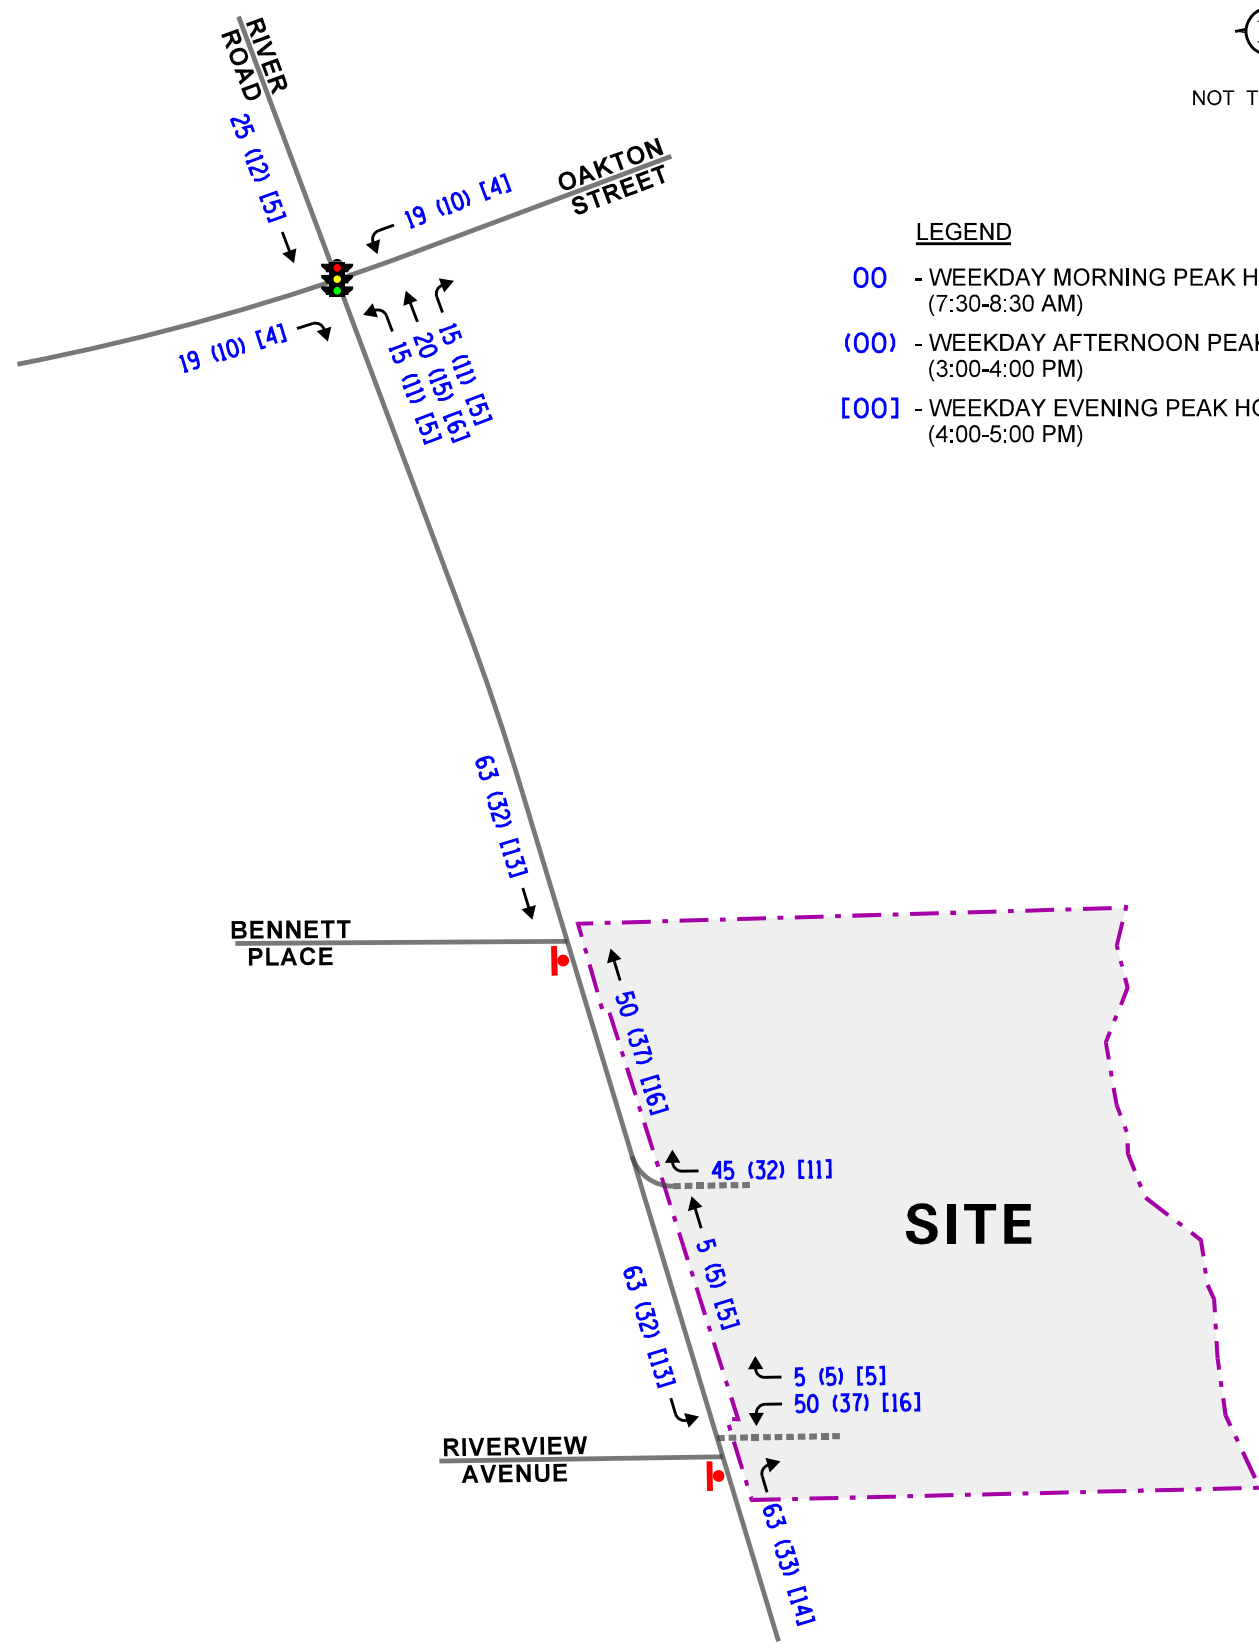 RIVER
ROAD
NOT T
25 (12) [5]
19 (10) [4]
OAKTON
STREET
LEGEND
00 - WEEKDAY MORNING PEAK H
(7:30-8:30 AM)
(00) - WEEKDAY AFTERNOON PEAK
(3:00-4:00 PM)
[00] - WEEKDAY EVENING PEAK HO
(4:00-5:00 PM)
19 (10) [4]
15 (11) [5]
20 (15) [6]
15 (11) [5]
63 (32) [13]
BENNETT
PLACE
50 (37) [16]
45 (32) [11]
SITE
5 (5) [5]
63 (32) [13]
5 (5) [5]
50 (37) [16]
RIVERVIEW
AVENUE
63 (33) [14]